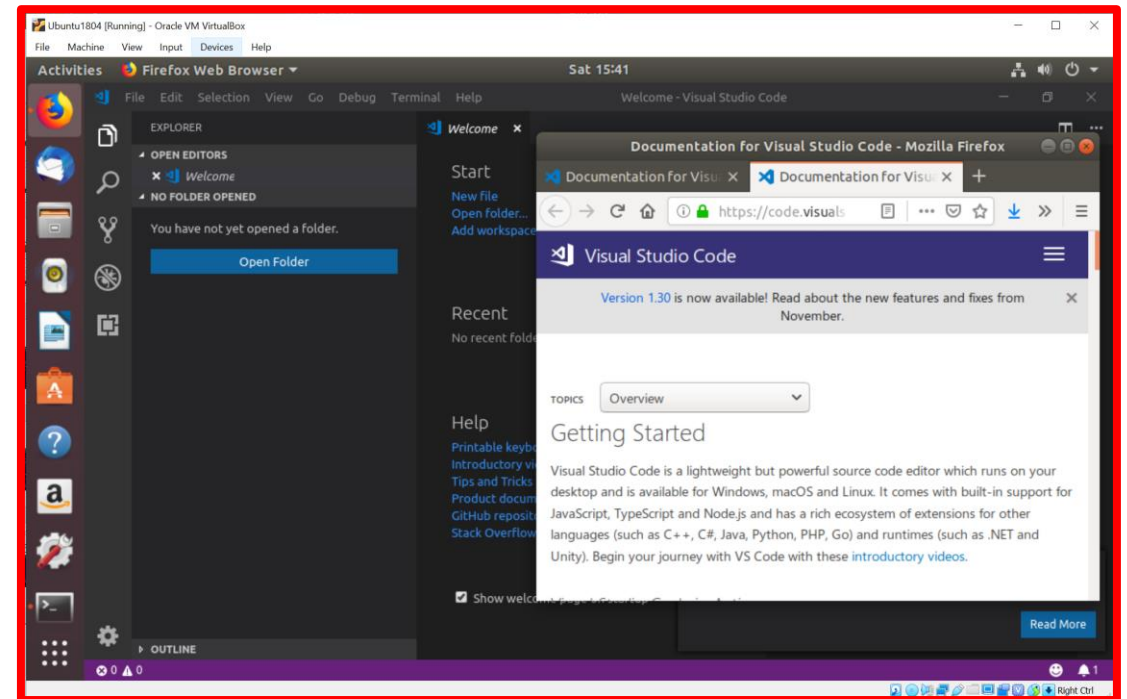 Ubuntu1804 [Running] - Oracle VM VirtualBox
File Machine View Input Devices Help
Activities Firefox Web Browser Sat 15:41
File Edit Selection View Go Debug Terminal Help Welcome - Visual Studio Code
EXPLORER
OPEN EDITORS
Welcome
NO FOLDER OPENED
You have not yet opened a folder.
Open Folder
OUTLINE
0 0
Welcome
Start
New file
Open folder...
Add workspace
Recent
No recent folde
Help
Printable keybo
Introductory vi
Tips and Tricks
Product docum
GitHub reposit
Stack Overflow
Show welco
Documentation for Visual Studio Code - Mozilla Firefox
Documentation for Visu Documentation for Visu
https://code.visuals
Visual Studio Code
Version 1.30 is now available! Read about the new features and fixes from
November.
TOPICS Overview
Getting Started
Visual Studio Code is a lightweight but powerful source code editor which runs on your
desktop and is available for Windows, macOS and Linux. It comes with built-in support for
JavaScript, TypeScript and Node.js and has a rich ecosystem of extensions for other
languages (such as C++, C#, Java, Python, PHP, Go) and runtimes (such as .NET and
Unity). Begin your journey with VS Code with these introductory videos.
Read More
1
Right Ctrl